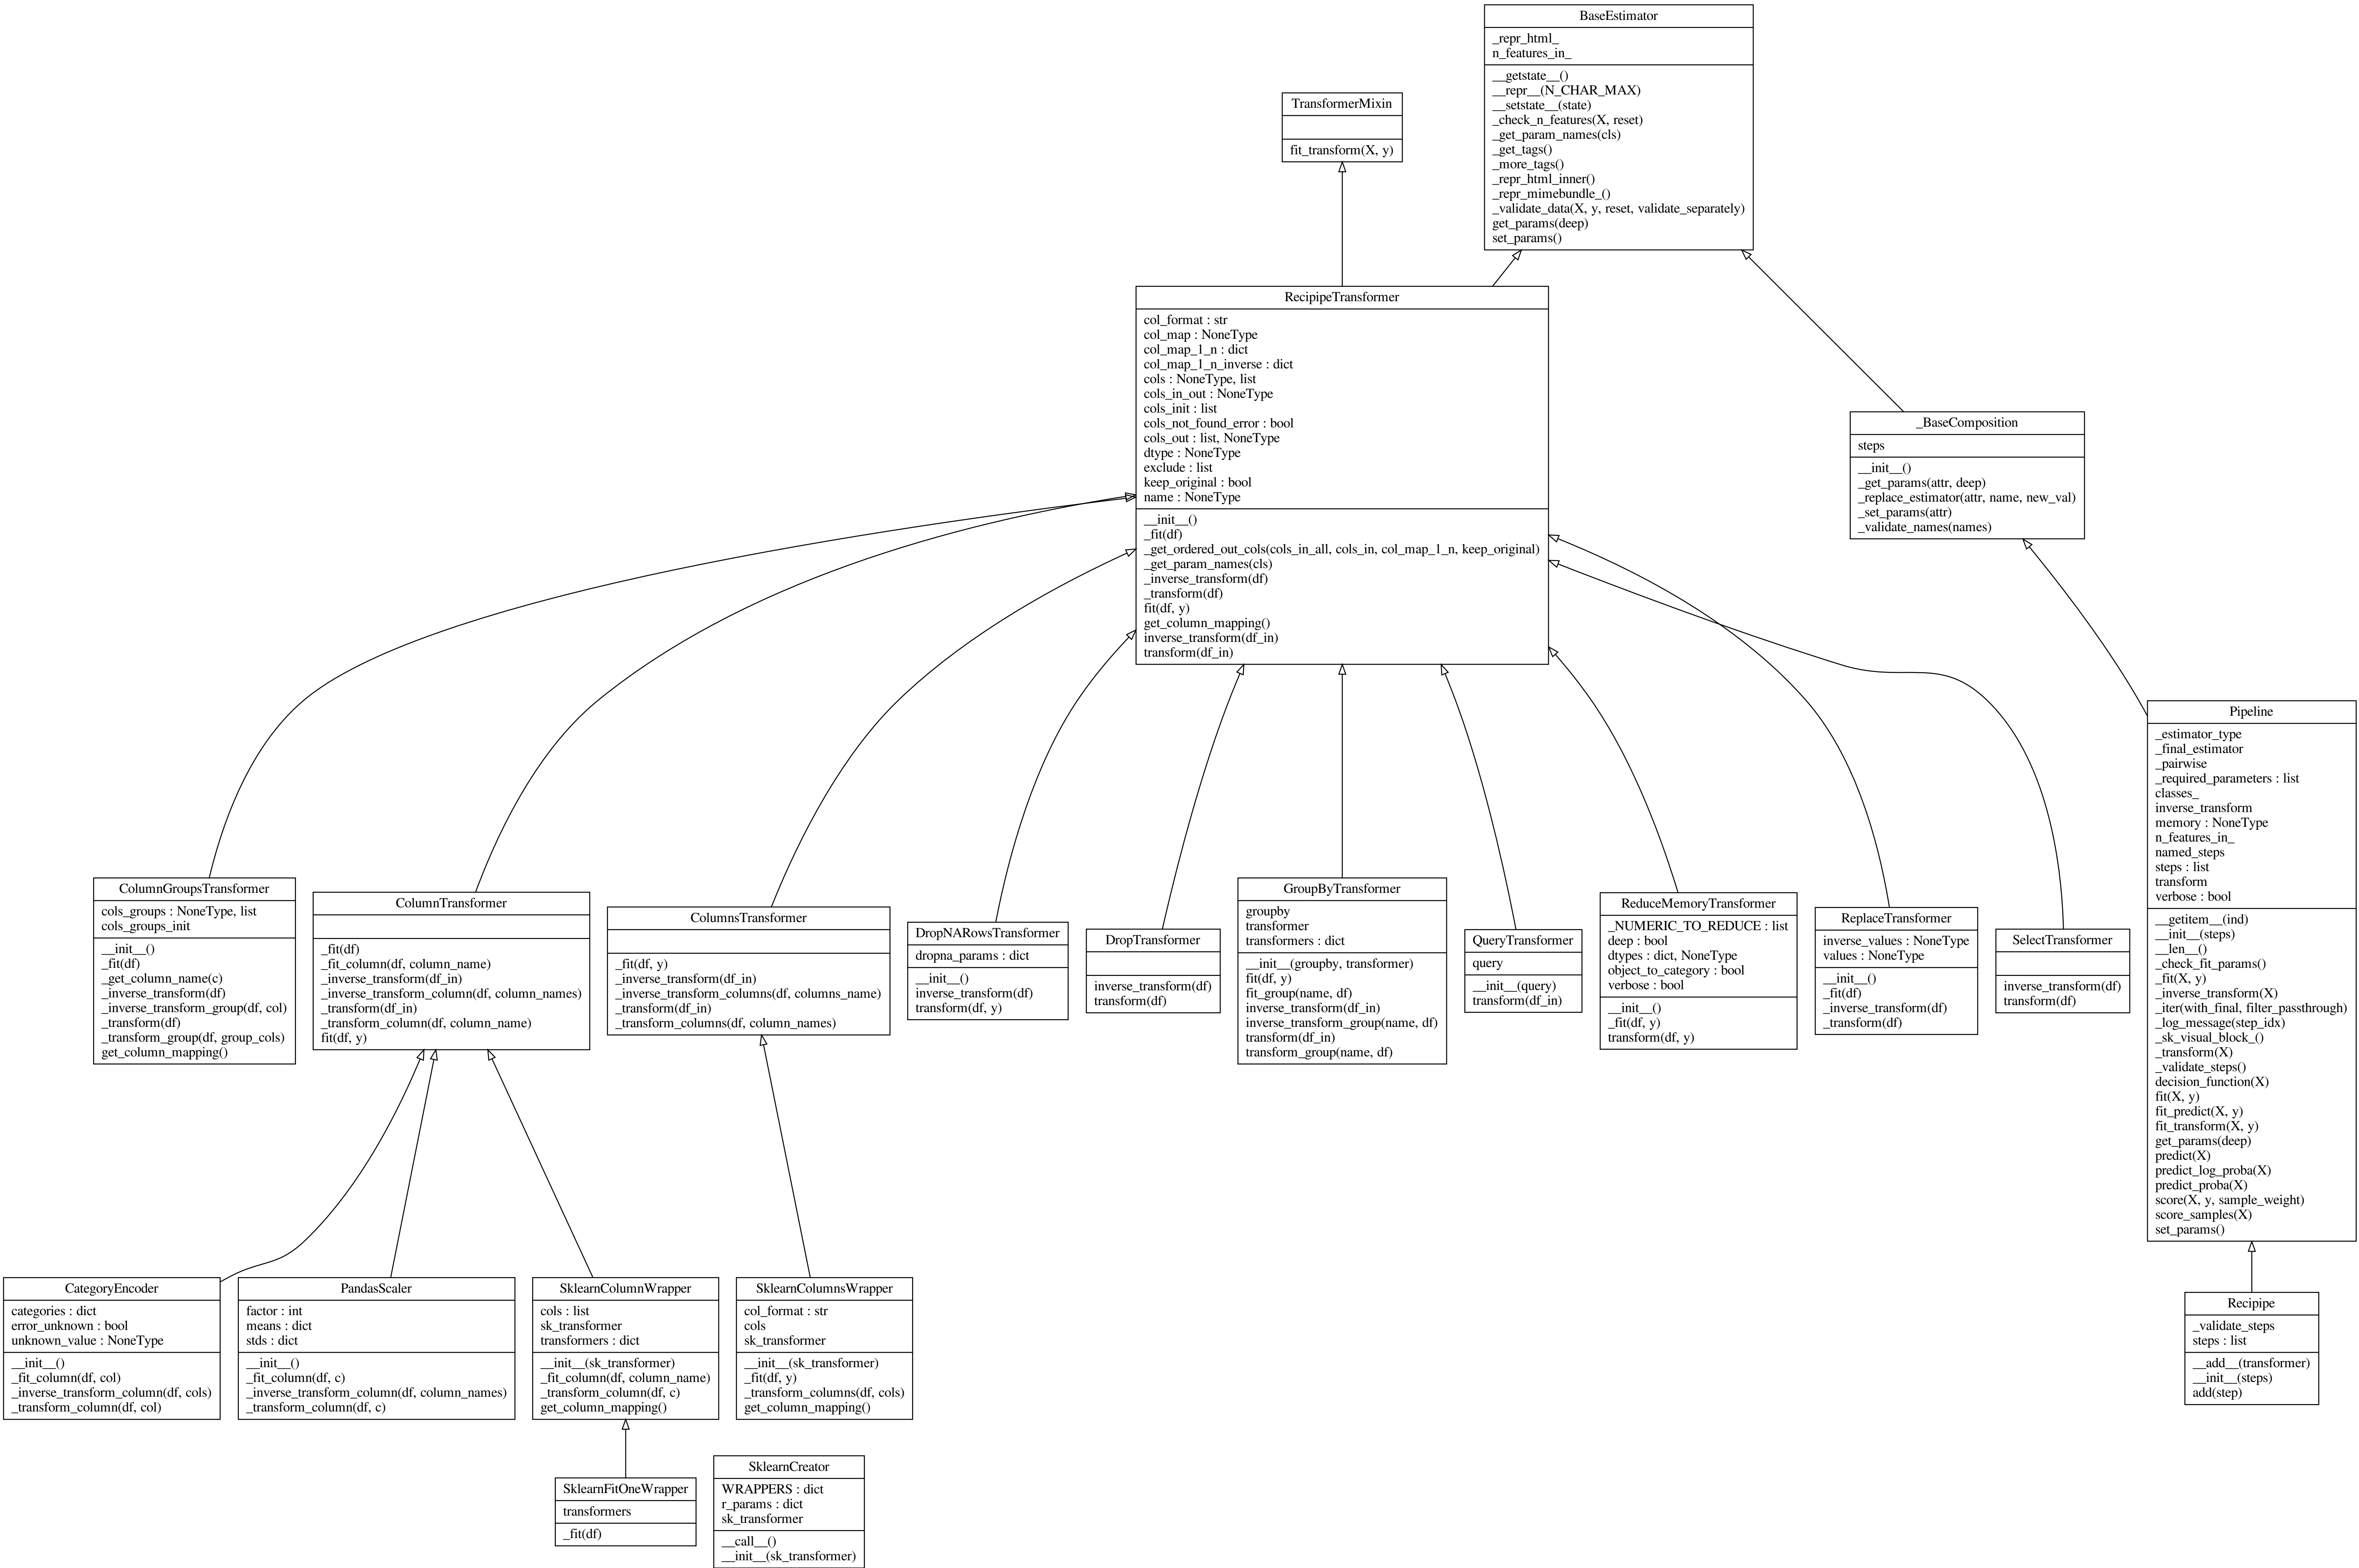 BaseEstimator
_repr_html_
n_features_in_
__getstate__()
__repr__(N_CHAR_MAX)
__setstate__(state)
_check_n_features(X, reset)
_get_param_names(cls)
_get_tags()
_more_tags()
_repr_html_inner()
_repr_mimebundle_()
_validate_data(X, y, reset, validate_separately)
get_params(deep)
set_params()
TransformerMixin
fit_transform(X, y)
RecipipeTransformer
col_format : str
col_map : NoneType
col_map_1_n : dict
col_map_1_n_inverse : dict
cols : NoneType, list
cols_in_out : NoneType
cols_init : list
cols_not_found_error : bool
cols_out : list, NoneType
dtype : NoneType
exclude : list
keep_original : bool
name : NoneType
__init__()
_fit(df)
_get_ordered_out_cols(cols_in_all, cols_in, col_map_1_n, keep_original)
_get_param_names(cls)
_inverse_transform(df)
_transform(df)
fit(df, y)
get_column_mapping()
inverse_transform(df_in)
transform(df_in)
_BaseComposition
steps
__init__()
_get_params(attr, deep)
_replace_estimator(attr, name, new_val)
_set_params(attr)
_validate_names(names)
Pipeline
_estimator_type
_final_estimator
_pairwise
_required_parameters : list
classes_
inverse_transform
memory : NoneType
n_features_in_
named_steps
steps : list
transform
verbose : bool
__getitem__(ind)
__init__(steps)
__len__()
_check_fit_params()
_fit(X, y)
_inverse_transform(X)
_iter(with_final, filter_passthrough)
_log_message(step_idx)
_sk_visual_block_()
_transform(X)
_validate_steps()
decision_function(X)
fit(X, y)
fit_predict(X, y)
fit_transform(X, y)
get_params(deep)
predict(X)
predict_log_proba(X)
predict_proba(X)
score(X, y, sample_weight)
score_samples(X)
set_params()
ColumnGroupsTransformer
cols_groups : NoneType, list
cols_groups_init
__init__()
_fit(df)
_get_column_name(c)
_inverse_transform(df)
_inverse_transform_group(df, col)
_transform(df)
_transform_group(df, group_cols)
get_column_mapping()
ColumnTransformer
_fit(df)
_fit_column(df, column_name)
_inverse_transform(df_in)
_inverse_transform_column(df, column_names)
_transform(df_in)
_transform_column(df, column_name)
fit(df, y)
ColumnsTransformer
_fit(df, y)
_inverse_transform(df_in)
_inverse_transform_columns(df, columns_name)
_transform(df_in)
_transform_columns(df, column_names)
DropNARowsTransformer
dropna_params : dict
__init__()
inverse_transform(df)
transform(df, y)
DropTransformer
inverse_transform(df)
transform(df)
GroupByTransformer
groupby
transformer
transformers : dict
__init__(groupby, transformer)
fit(df, y)
fit_group(name, df)
inverse_transform(df_in)
inverse_transform_group(name, df)
transform(df_in)
transform_group(name, df)
QueryTransformer
query
__init__(query)
transform(df_in)
ReduceMemoryTransformer
_NUMERIC_TO_REDUCE : list
deep : bool
dtypes : dict, NoneType
object_to_category : bool
verbose : bool
__init__()
_fit(df, y)
transform(df, y)
ReplaceTransformer
inverse_values : NoneType
values : NoneType
__init__()
_fit(df)
_inverse_transform(df)
_transform(df)
SelectTransformer
inverse_transform(df)
transform(df)
CategoryEncoder
categories : dict
error_unknown : bool
unknown_value : NoneType
__init__()
_fit_column(df, col)
_inverse_transform_column(df, cols)
_transform_column(df, col)
PandasScaler
factor : int
means : dict
stds : dict
__init__()
_fit_column(df, c)
_inverse_transform_column(df, column_names)
_transform_column(df, c)
SklearnColumnWrapper
cols : list
sk_transformer
transformers : dict
__init__(sk_transformer)
_fit_column(df, column_name)
_transform_column(df, c)
get_column_mapping()
SklearnColumnsWrapper
col_format : str
cols
sk_transformer
__init__(sk_transformer)
_fit(df, y)
_transform_columns(df, cols)
get_column_mapping()
Recipipe
_validate_steps
steps : list
__add__(transformer)
__init__(steps)
add(step)
SklearnFitOneWrapper
transformers
_fit(df)
SklearnCreator
WRAPPERS : dict
r_params : dict
sk_transformer
__call__()
__init__(sk_transformer)